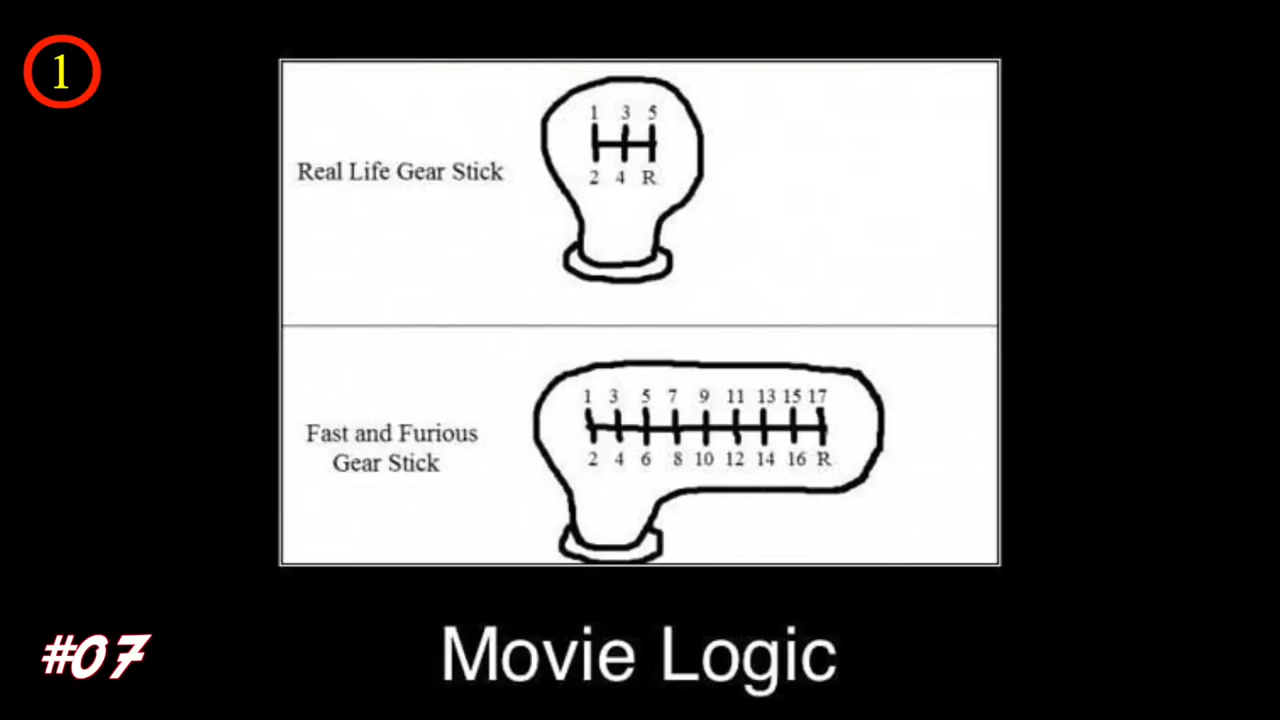 1
1 3 5
Real Life Gear Stick
2 4 R
1 3 5 7 9 11 13 15 17
Fast and Furious
Gear Stick
2 4 6 8 10 12 14 16 R
#07
Movie Logic